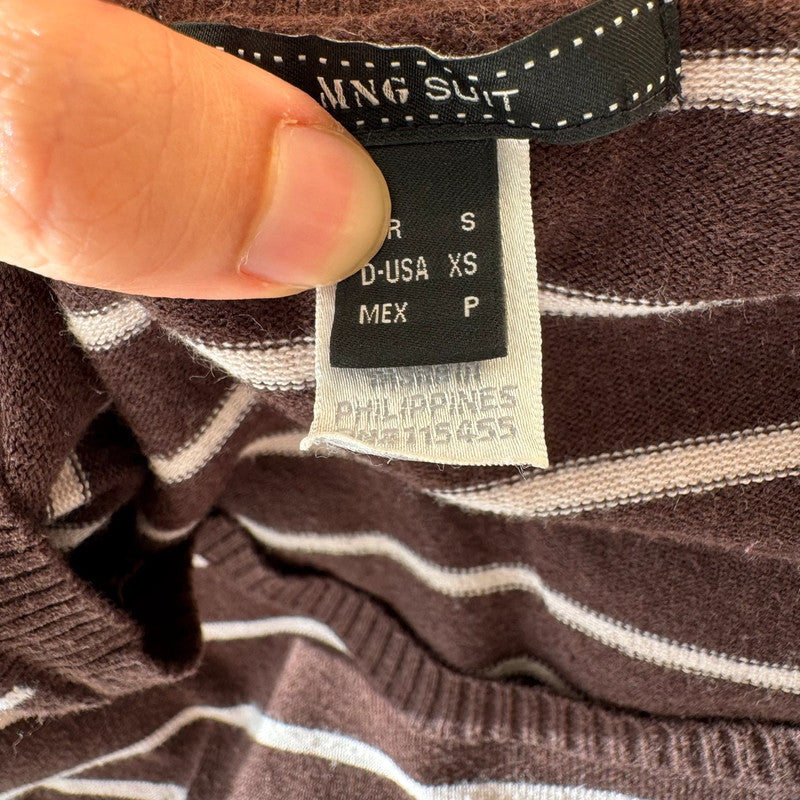 MNG SUIT
R S
D-USA XS
MEX P
PHILIPPINES